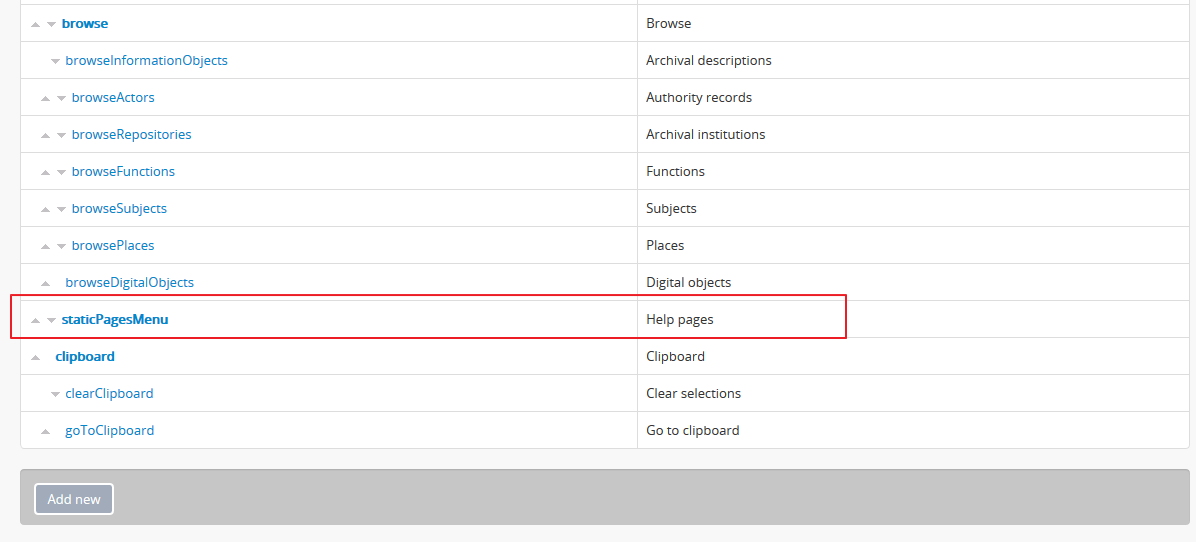 browse Browse
browseInformationObjects Archival descriptions
browseActors Authority records
browseRepositories Archival institutions
browseFunctions Functions
browseSubjects Subjects
browsePlaces Places
browseDigitalObjects Digital objects
staticPagesMenu Help pages
clipboard Clipboard
clearClipboard Clear selections
goToClipboard Go to clipboard
Add new